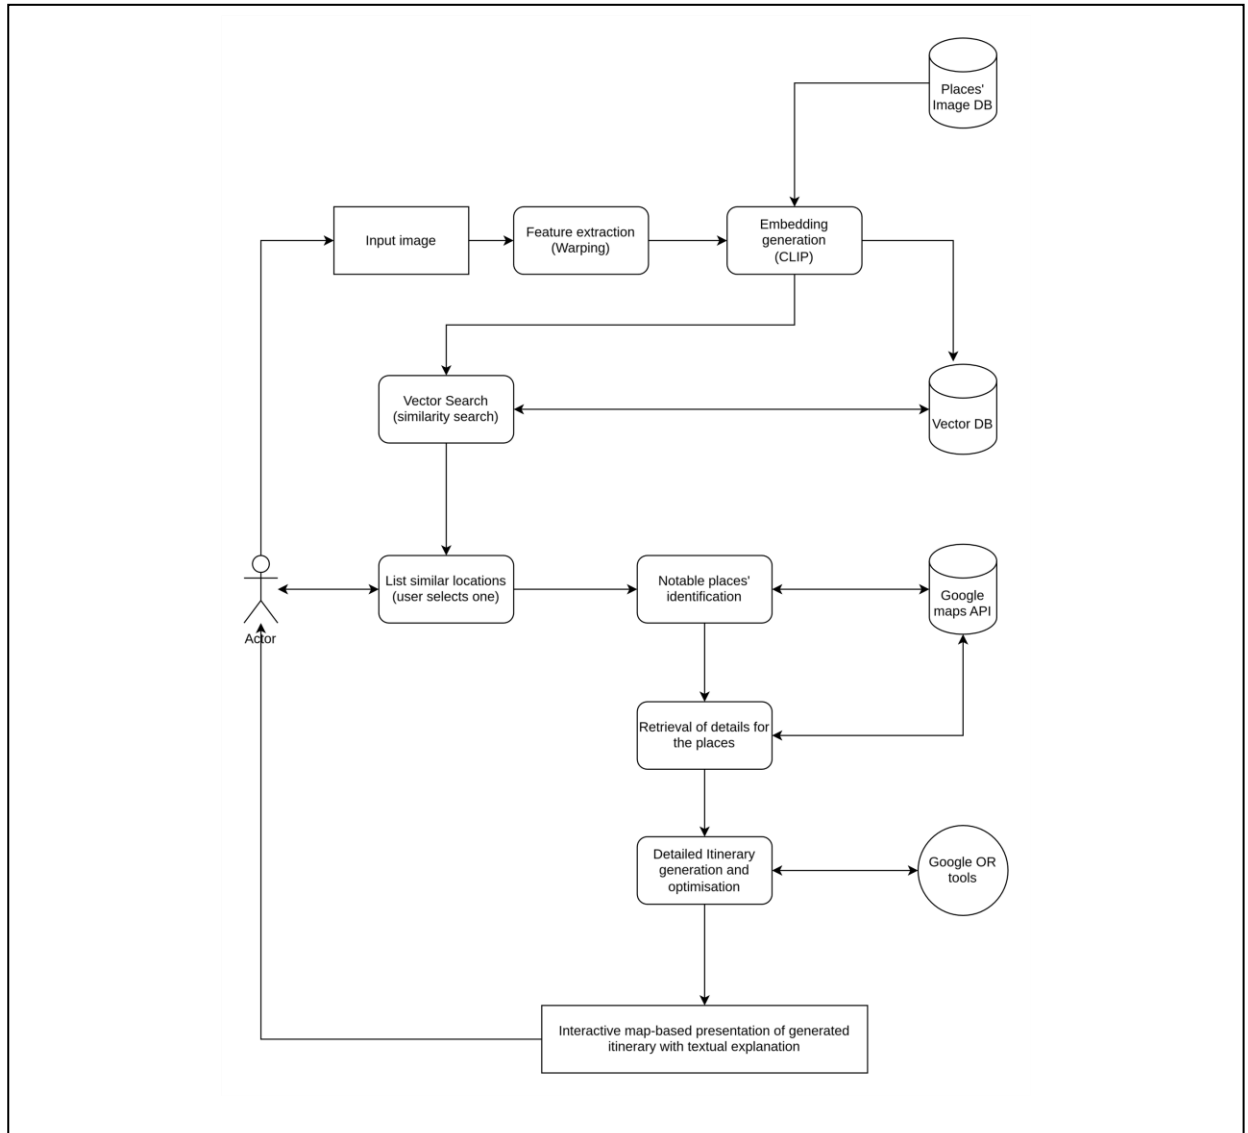 Places'
Image DB
Input image
Feature extraction
(Warping)
Embedding
generation
(CLIP)
Vector Search
(similarity search)
Vector DB
Actor
List similar locations
(user selects one)
Notable places'
identification
Google
maps API
Retrieval of details for
the places
Detailed Itinerary
generation and
optimisation
Google OR
tools
Interactive map-based presentation of generated
itinerary with textual explanation